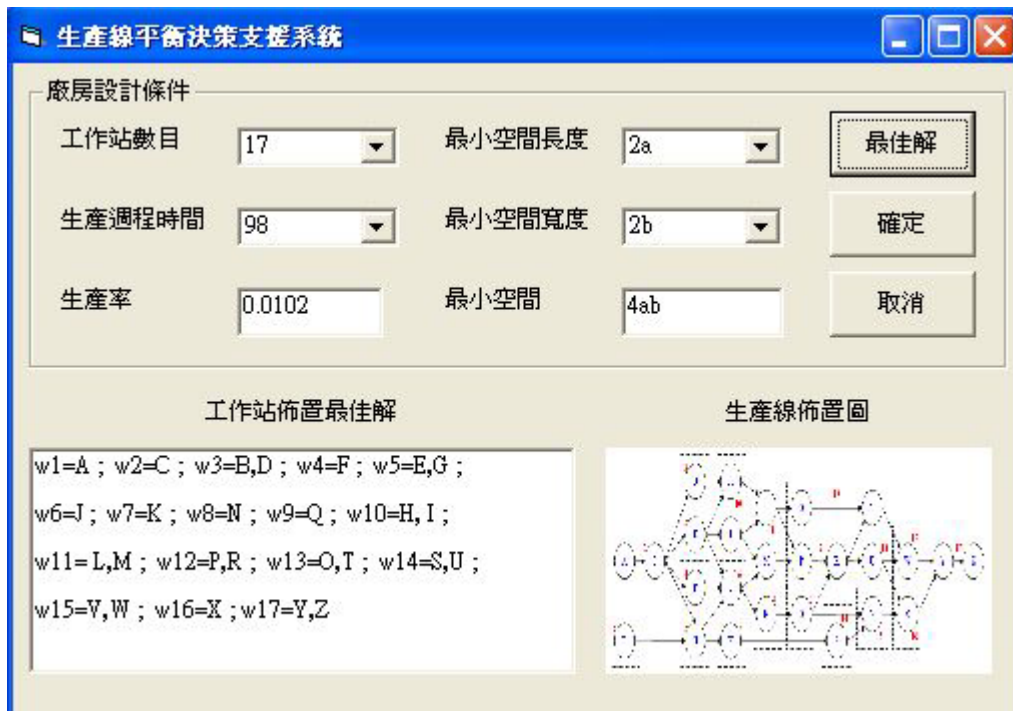 生產線平衡決策支援系統
廠房設計條件
工作站數目 17 最小空間長度 2a 最佳解
生產週程時間 98 最小空間寬度 2b 確定
生產率 0.0102 最小空間 4ab 取消
工作站佈置最佳解 生產線佈置圖
w1=A ; w2=C ; w3=B,D ; w4=F ; w5=E,G ;
w6=J ; w7=K ; w8=N ; w9=Q ; w10=H, I ;
w11= L,M ; w12=P,R ; w13=O,T ; w14=S,U ;
w15=V,W ; w16=X ;w17=Y,Z